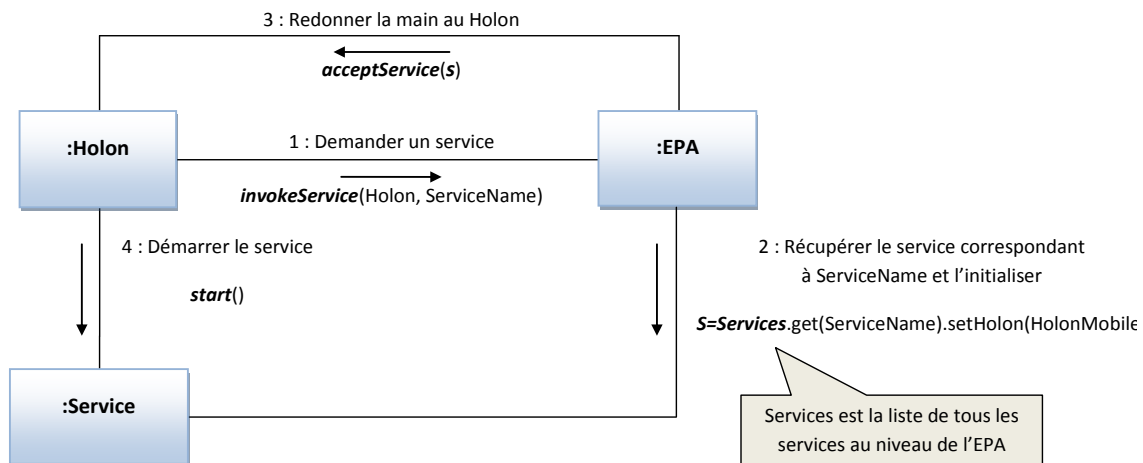 3 : Redonner la main au Holon
acceptService(s)
:Holon
1 : Demander un service
:EPA
invokeService(Holon, ServiceName)
4 : Démarrer le service
2 : Récupérer le service correspondant
à ServiceName et l’initialiser
start()
S=Services.get(ServiceName).setHolon(HolonMobile
:Service
Services est la liste de tous les
services au niveau de l’EPA